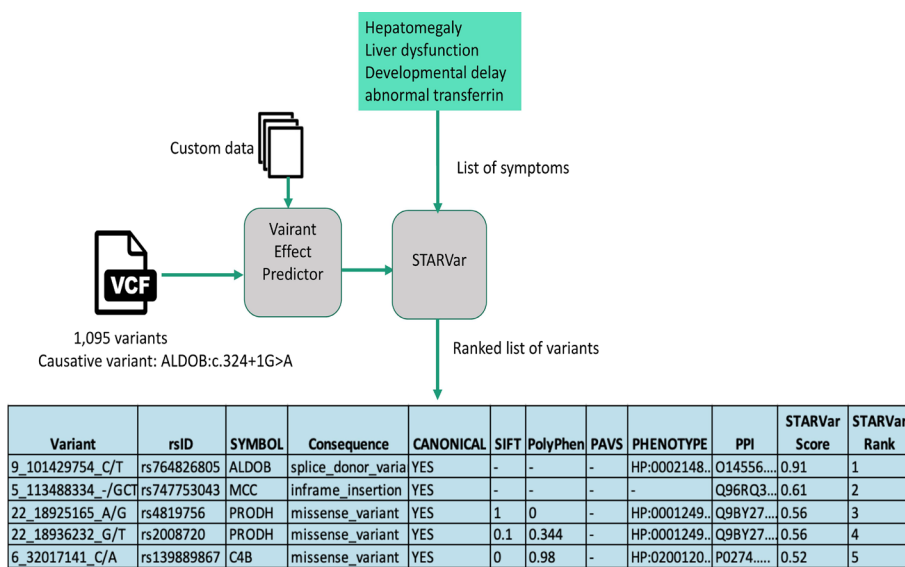 Hepatomegaly
Liver dysfunction
Developmental delay
abnormal transferrin
Custom data
List of symptoms
Vairant
Effect
Predictor
STARVar
VCF
1,095 variants
Causative variant: ALDOB:c.324+1G>A
Ranked list of variants
Variant rsID SYMBOL Consequence CANONICAL SIFT PolyPhen PAVS PHENOTYPE PPI STARVar Score STARVar Rank
9_101429754_C/T rs764826805 ALDOB splice_donor_varia YES - - - HP:0002148.. O14556.... 0.91 1
5_113488334_-/GCT rs747753043 MCC inframe_insertion YES - - - - Q96RQ3... 0.61 2
22_18925165_A/G rs4819756 PRODH missense_variant YES 1 0 - HP:0001249.. Q9BY27.... 0.56 3
22_18936232_G/T rs2008720 PRODH missense_variant YES 0.1 0.344 - HP:0001249.. Q9BY27.... 0.56 4
6_32017141_C/A rs139889867 C4B missense_variant YES 0 0.98 - HP:0200120.. P0274..... 0.52 5